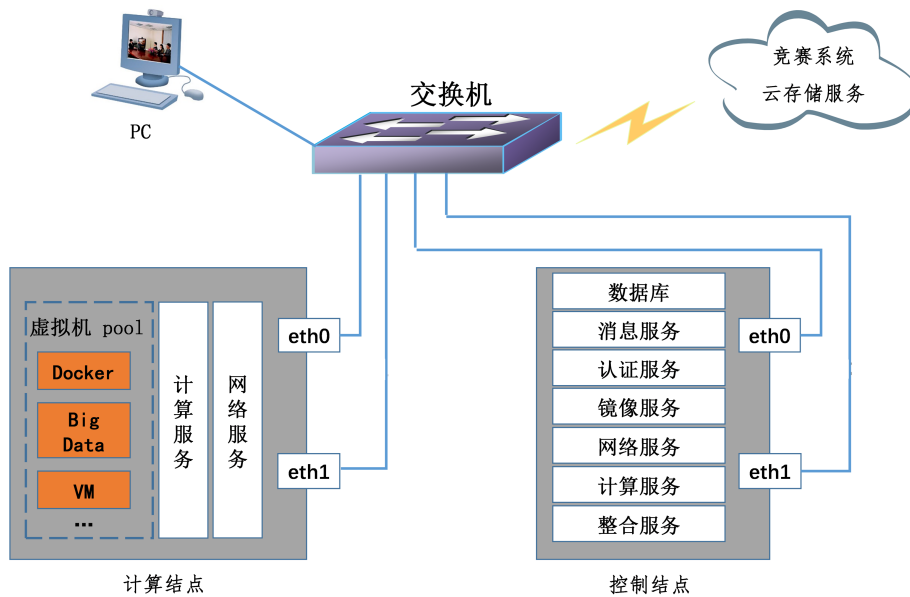 竞赛系统
云存储服务
交换机
PC
虚拟机 pool
Docker
Big
Data
VM
...
计算服务
网络服务
eth0
eth1
计算结点
数据库
消息服务
认证服务
镜像服务
网络服务
计算服务
整合服务
eth0
eth1
控制结点